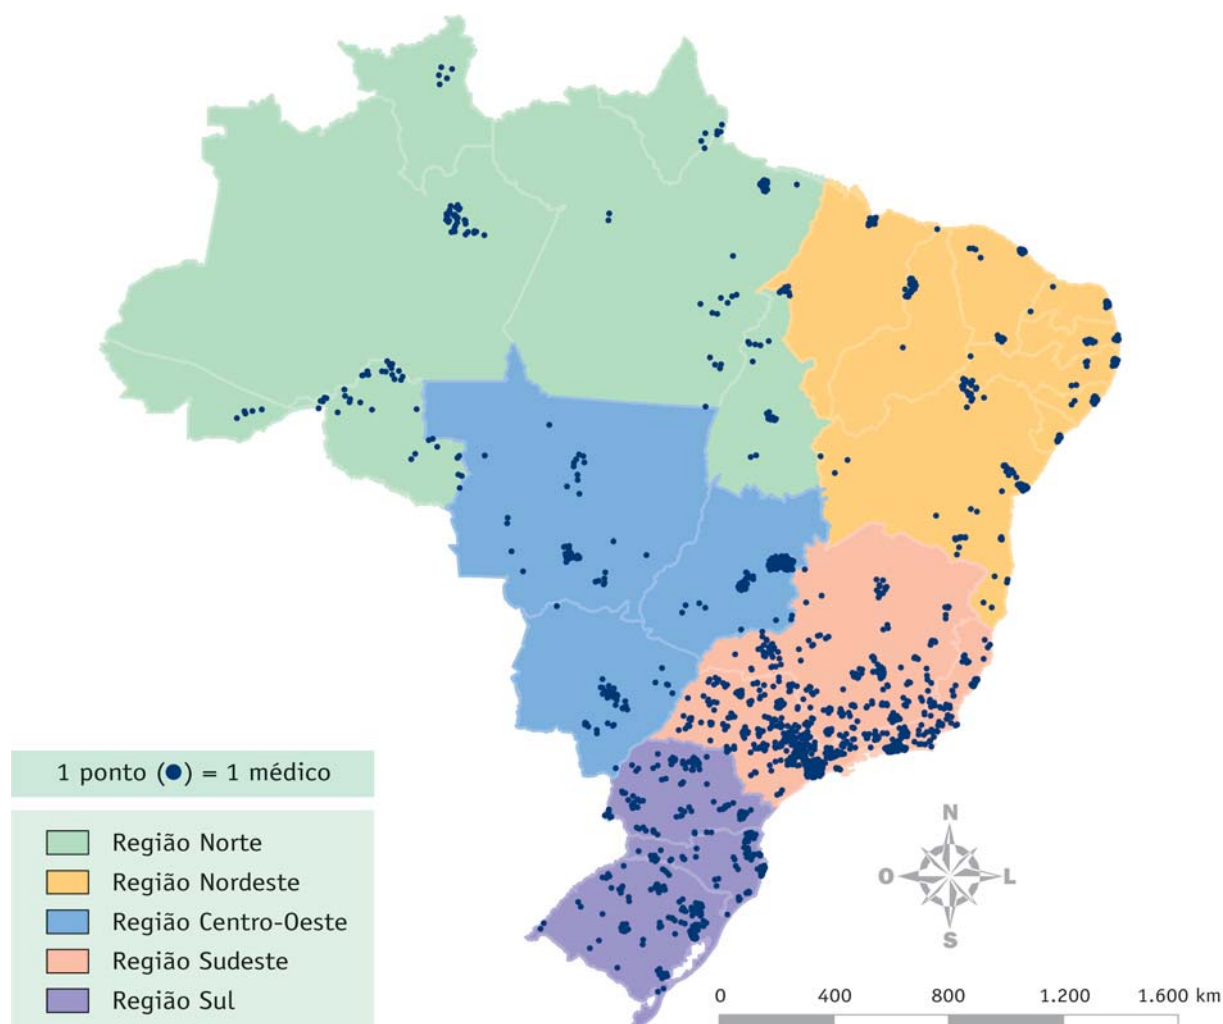 1 ponto (●) = 1 médico
Região Norte
Região Nordeste
Região Centro-Oeste
Região Sudeste
Região Sul
N
O L
S
0 400 800 1.200 1.600 km